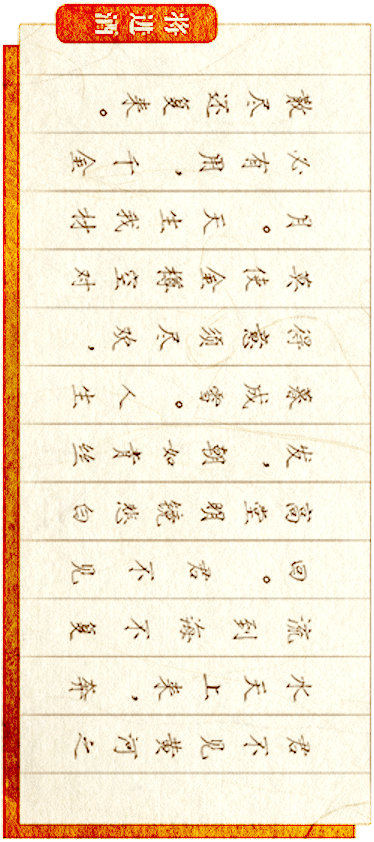 将进酒
君不见黄河之
水天上来，奔
流到海不复
回。君不见
高堂明镜悲白
发，朝如青丝
暮成雪。人生
得意须尽欢，
莫使金樽空对
月。天生我材
必有用，千金
散尽还复来。